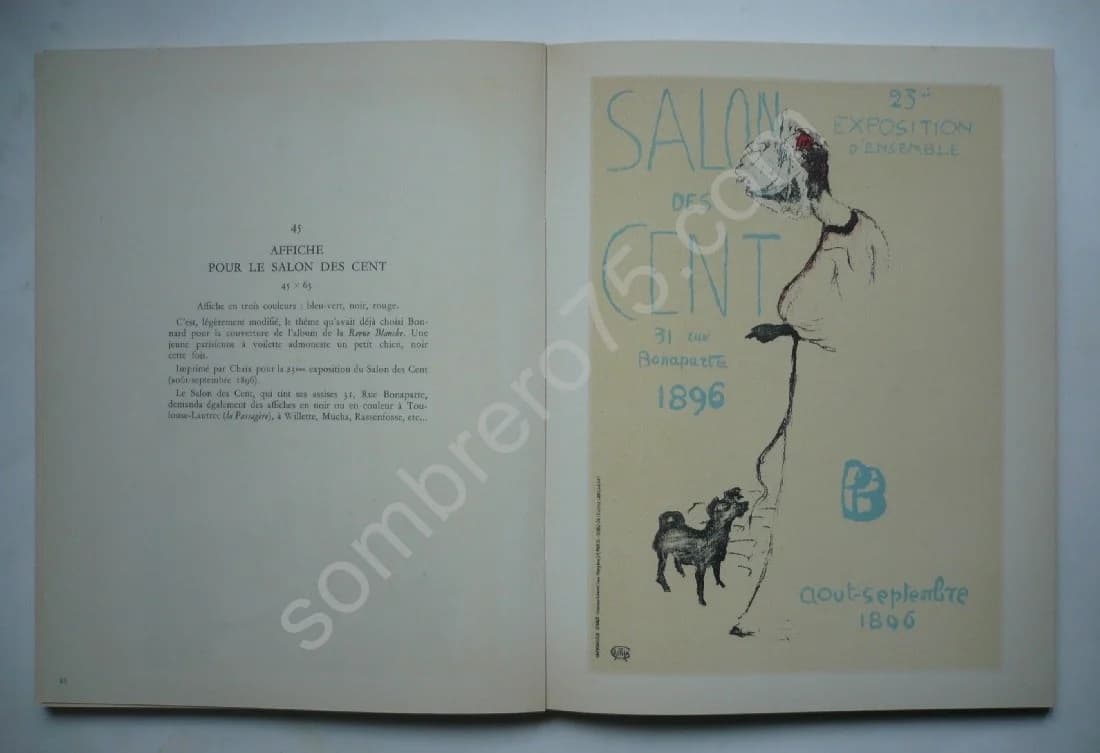 45
AFFICHE
POUR LE SALON DES CENT
45 × 63
Affiche en trois couleurs : bleu-vert, noir, rouge.
C'est, légèrement modifié, le thème qu'avait déjà choisi Bon-
nard pour la couverture de l'album de la Revue Blanche. Une
jeune parisienne à voilette admoneste un petit chien, noir
cette fois.
Imprimé par Chaix pour la 23ème exposition du Salon des Cent
(août-septembre 1896).
Le Salon des Cent, qui tint ses assises 31, Rue Bonaparte,
demanda également des affiches en noir ou en couleur à Tou-
louse-Lautrec (la Passagère), à Willette, Mucha, Rassenfosse, etc...
SALON
DES
CENT
31 rue
Bonaparte
1896
23e
EXPOSITION
D'ENSEMBLE
PB
aout-septembre
1896
sombrero75.com